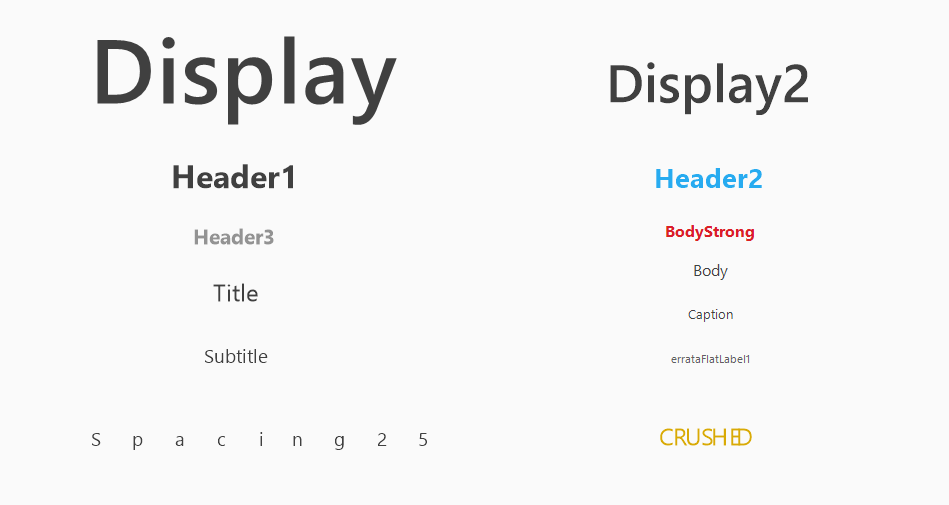 Display
Display2
Header1
Header2
Header3
BodyStrong
Body
Title
Caption
Subtitle
errataFlatLabel1
S p a c i n g 2 5
CRUSHED